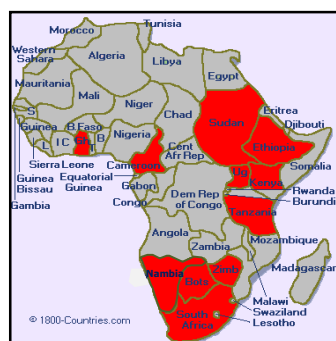 Tunisia
Morocco
Algeria
Western
Sahara
Libya
Egypt
Mauritania
Mali
Niger
Chad
Sudan
Eritrea
Djibouti
S
Guinea
B.Faso
Nigeria
Ethiopia
L
I C
Gh
T
B
Cent
Afr Rep
Somalia
Sierra Leone
Cameroon
Guinea
Bissau
Equatorial
Guinea
Gabon
Ug
Kenya
Rwanda
Burundi
Gambia
Congo
Dem Rep
of Congo
Tanzania
Angola
Zambia
Mozambique
Madagascar
Nambia
Zimb
Bots
Malawi
Swaziland
Lesotho
South
Africa
© 1800-Countries.com